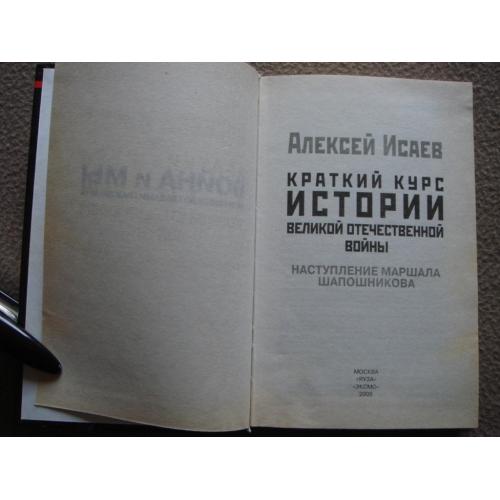 Алексей Исаев
КРАТКИЙ КУРС
ИСТОРИИ
ВЕЛИКОЙ ОТЕЧЕСТВЕННОЙ
ВОЙНЫ
НАСТУПЛЕНИЕ МАРШАЛА
ШАПОШНИКОВА
МОСКВА
«ЯУЗА»
«ЭКСМО»